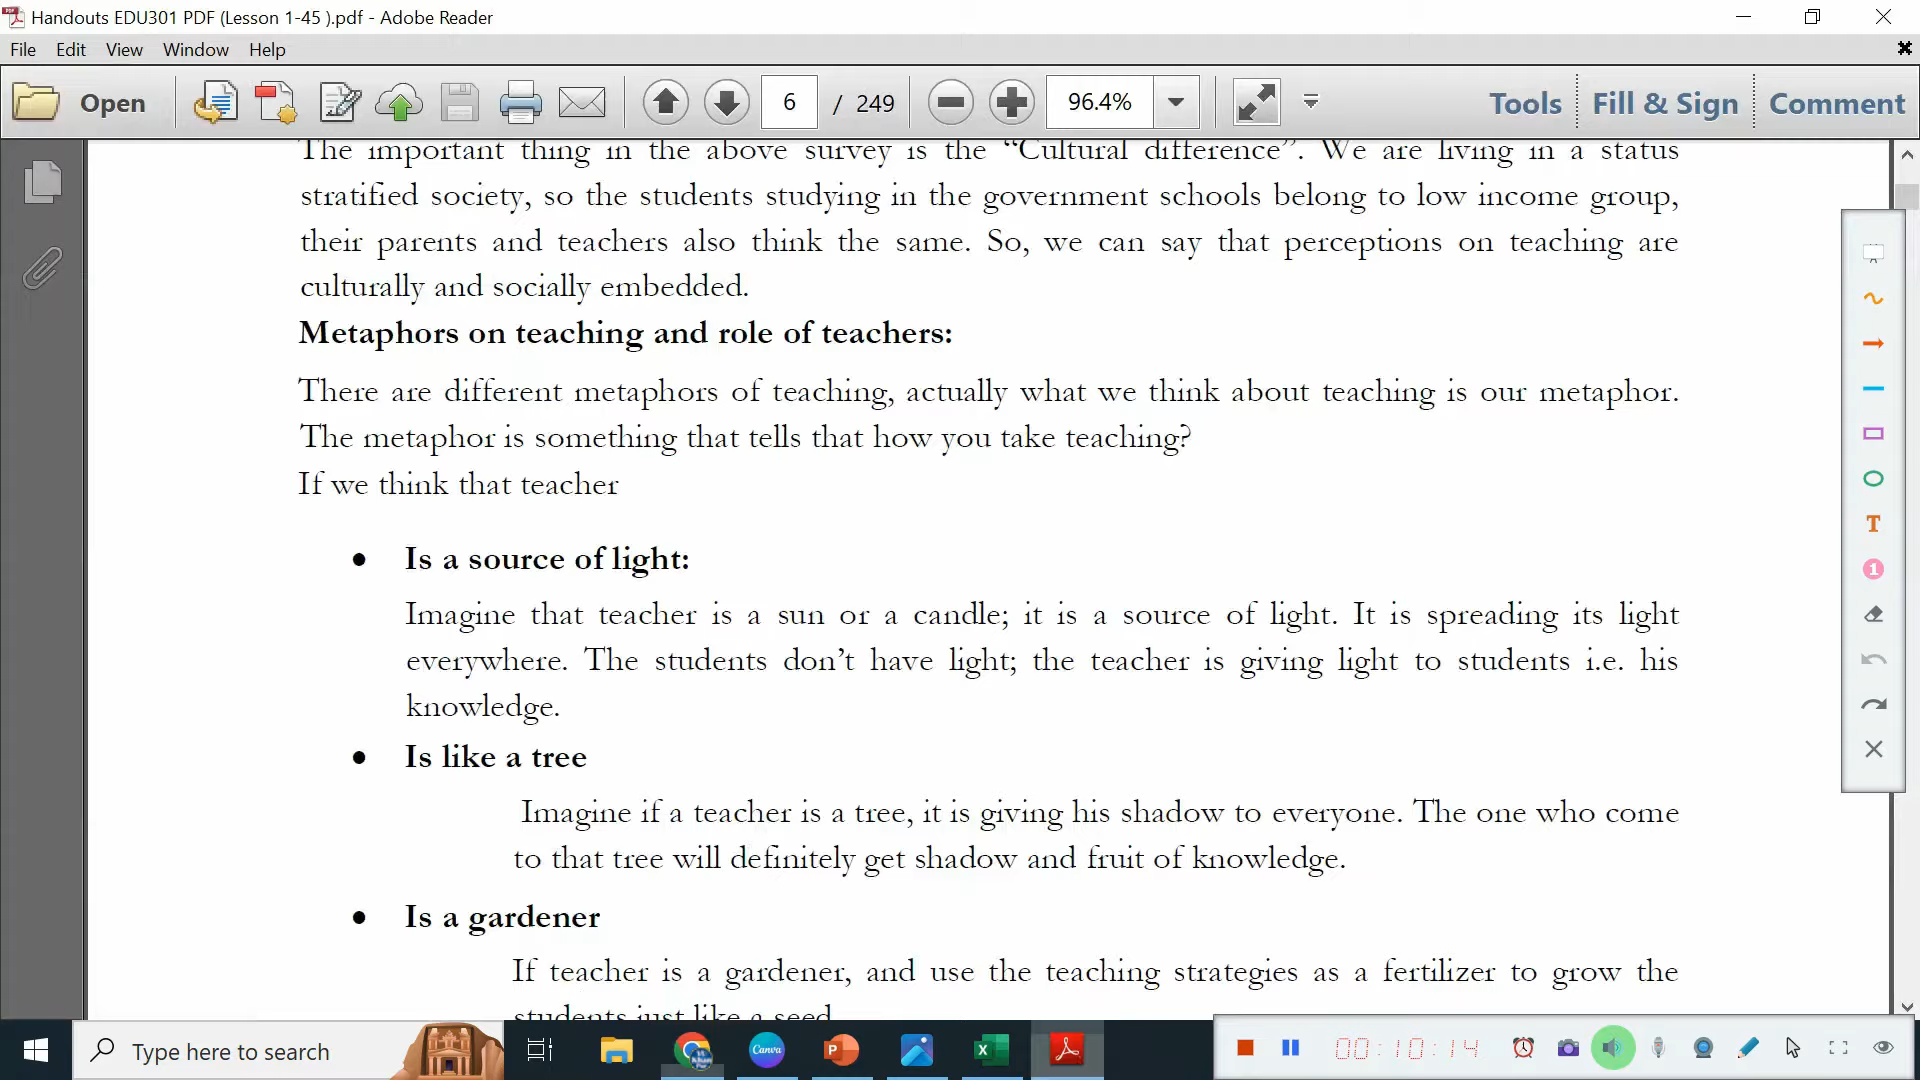 Handouts EDU301 PDF (Lesson 1-45 ).pdf - Adobe Reader
File Edit View Window Help
Open 6 / 249 96.4% Tools Fill & Sign Comment
The important thing in the above survey is the “Cultural difference”. We are living in a status
stratified society, so the students studying in the government schools belong to low income group,
their parents and teachers also think the same. So, we can say that perceptions on teaching are
culturally and socially embedded.
Metaphors on teaching and role of teachers:
There are different metaphors of teaching, actually what we think about teaching is our metaphor.
The metaphor is something that tells that how you take teaching?
If we think that teacher
• Is a source of light:
Imagine that teacher is a sun or a candle; it is a source of light. It is spreading its light
everywhere. The students don’t have light; the teacher is giving light to students i.e. his
knowledge.
• Is like a tree
Imagine if a teacher is a tree, it is giving his shadow to everyone. The one who come
to that tree will definitely get shadow and fruit of knowledge.
• Is a gardener
If teacher is a gardener, and use the teaching strategies as a fertilizer to grow the
students just like a seed
T
1
Type here to search
Canva
00:10:14